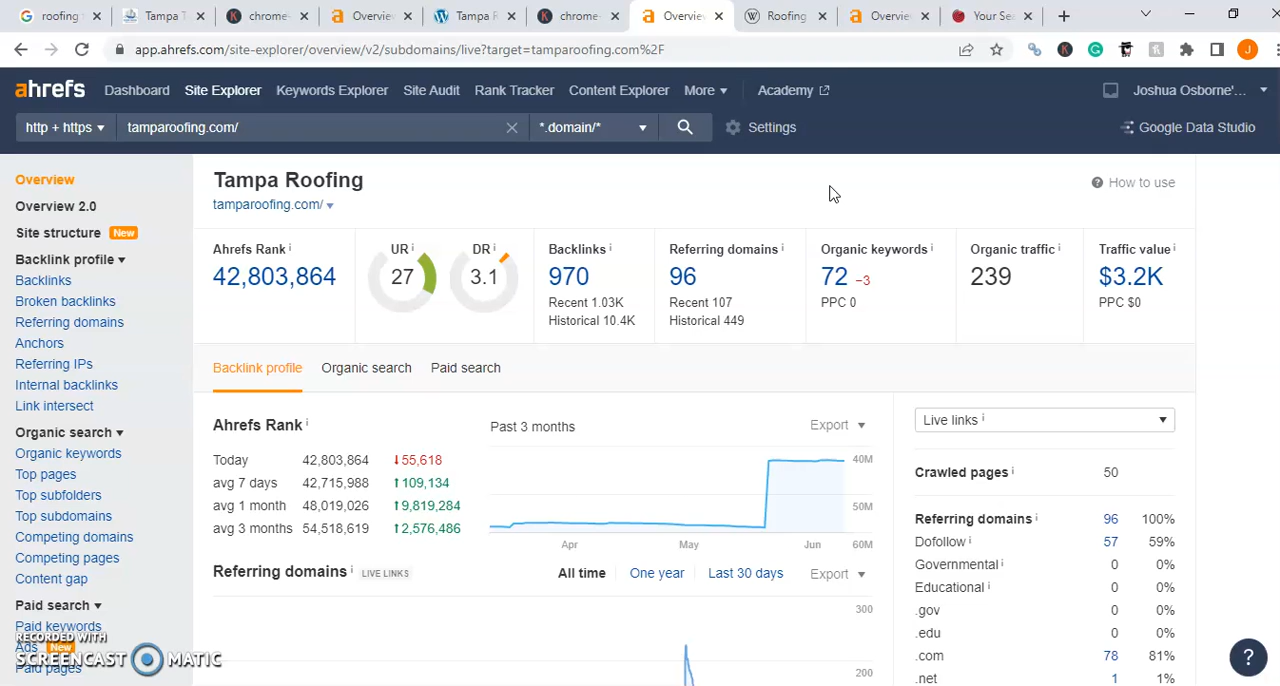 roofing
Tampa T
chrome-
Overvie
Tampa R
chrome
Overvie
Roofing
Overvie
Your Se
app.ahrefs.com/site-explorer/overview/v2/subdomains/live?target=tamparoofing.com%2F
ahrefs Dashboard Site Explorer Keywords Explorer Site Audit Rank Tracker Content Explorer More Academy Joshua Osborne'...
http + https tamparoofing.com/ *.domain/* Settings Google Data Studio
Overview
Overview 2.0
Site structure New
Backlink profile
Backlinks
Broken backlinks
Referring domains
Anchors
Referring IPs
Internal backlinks
Link intersect
Organic search
Organic keywords
Top pages
Top subfolders
Top subdomains
Competing domains
Competing pages
Content gap
Paid search
Paid keywords
Ads New
Paid pages
RECORDED WITH
SCREENCAST MATIC
Tampa Roofing
tamparoofing.com/
How to use
Ahrefs Rank
42,803,864
UR
27
DR
3.1
Backlinks
970
Recent 1.03K
Historical 10.4K
Referring domains
96
Recent 107
Historical 449
Organic keywords
72 -3
PPC 0
Organic traffic
239
Traffic value
$3.2K
PPC $0
Backlink profile Organic search Paid search
Ahrefs Rank
Past 3 months
Export
Today 42,803,864 ↓55,618
avg 7 days 42,715,988 ↑109,134
avg 1 month 48,019,026 ↑9,819,284
avg 3 months 54,518,619 ↑2,576,486
40M
50M
60M
Apr May Jun
Referring domains LIVE LINKS
All time One year Last 30 days Export
300
200
Live links
Crawled pages 50
Referring domains 96 100%
Dofollow 57 59%
Governmental 0 0%
Educational 0 0%
.gov 0 0%
.edu 0 0%
.com 78 81%
.net 1 1%
?